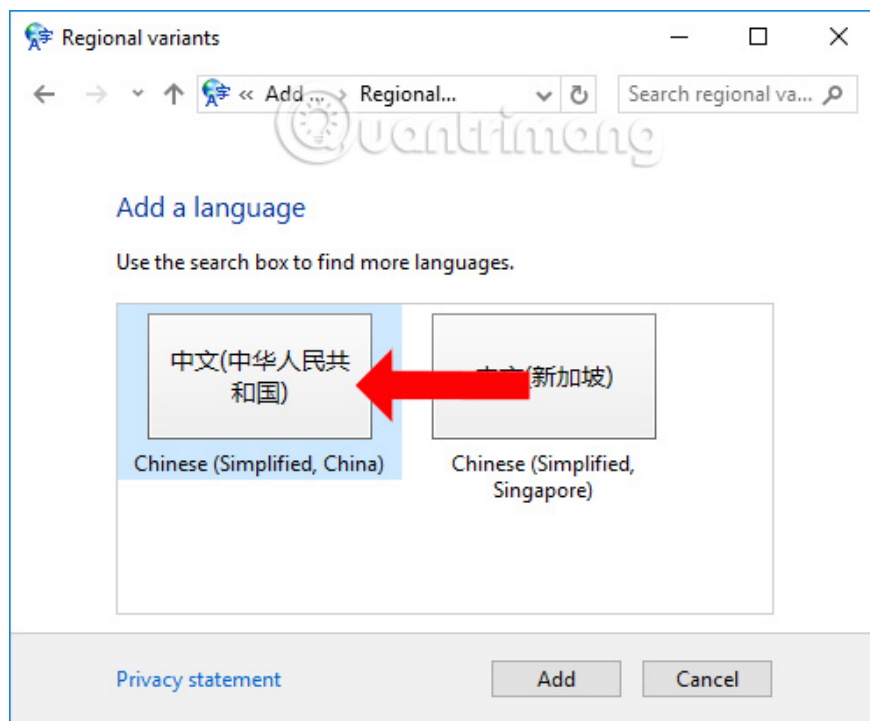 Regional variants
« Add ... › Regional...
Search regional va...
Quantrimang
Add a language
Use the search box to find more languages.
中文(中华人民共
和国)
(新加坡)
Chinese (Simplified, China)
Chinese (Simplified,
Singapore)
Privacy statement
Add
Cancel